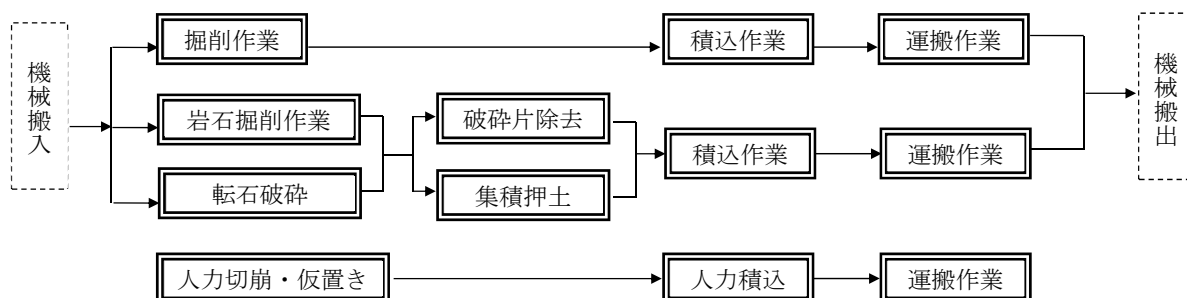 機械搬入
掘削作業
積込作業
運搬作業
機械搬出
岩石掘削作業
破砕片除去
積込作業
運搬作業
転石破砕
集積押土
人力切崩・仮置き
人力積込
運搬作業